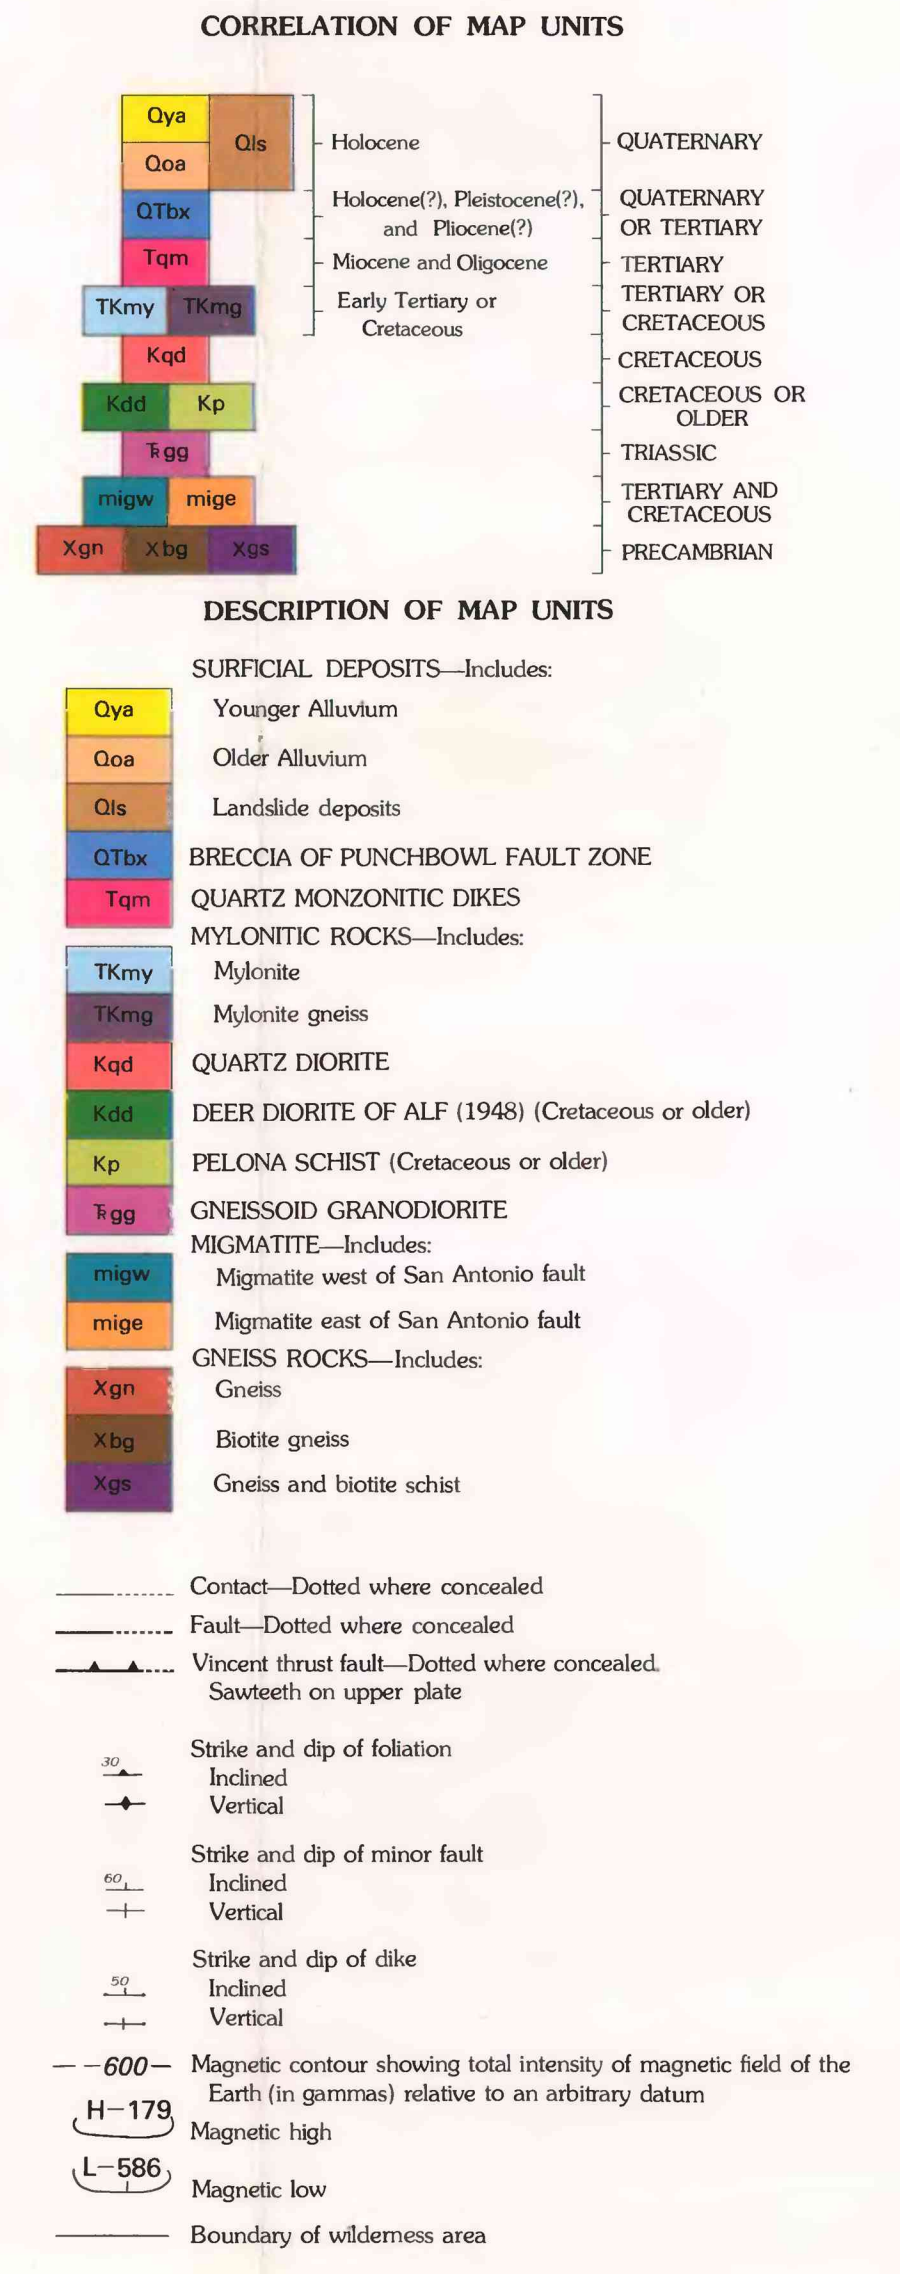 CORRELATION OF MAP UNITS
Qya
Qls
Qoa
Holocene
QUATERNARY
QTbx
Holocene(?), Pleistocene(?),
and Pliocene(?)
QUATERNARY
OR TERTIARY
Tqm
Miocene and Oligocene
TERTIARY
TKmy
TKmg
Early Tertiary or
Cretaceous
TERTIARY OR
CRETACEOUS
Kqd
CRETACEOUS
Kdd
Kp
CRETACEOUS OR
OLDER
Ꞧgg
TRIASSIC
migw
mige
TERTIARY AND
CRETACEOUS
Xgn
Xbg
Xgs
PRECAMBRIAN
DESCRIPTION OF MAP UNITS
SURFICIAL DEPOSITS—Includes:
Qya Younger Alluvium
Qoa Older Alluvium
Qls Landslide deposits
QTbx BRECCIA OF PUNCHBOWL FAULT ZONE
Tqm QUARTZ MONZONITIC DIKES
MYLONITIC ROCKS—Includes:
TKmy Mylonite
TKmg Mylonite gneiss
Kqd QUARTZ DIORITE
Kdd DEER DIORITE OF ALF (1948) (Cretaceous or older)
Kp PELONA SCHIST (Cretaceous or older)
Ꞧgg GNEISSOID GRANODIORITE
MIGMATITE—Includes:
migw Migmatite west of San Antonio fault
mige Migmatite east of San Antonio fault
GNEISS ROCKS—Includes:
Xgn Gneiss
Xbg Biotite gneiss
Xgs Gneiss and biotite schist
Contact—Dotted where concealed
Fault—Dotted where concealed
Vincent thrust fault—Dotted where concealed.
Sawteeth on upper plate
Strike and dip of foliation
30 Inclined
Vertical
Strike and dip of minor fault
60 Inclined
Vertical
Strike and dip of dike
50 Inclined
Vertical
600 Magnetic contour showing total intensity of magnetic field of the
Earth (in gammas) relative to an arbitrary datum
H-179
Magnetic high
L-586
Magnetic low
Boundary of wilderness area